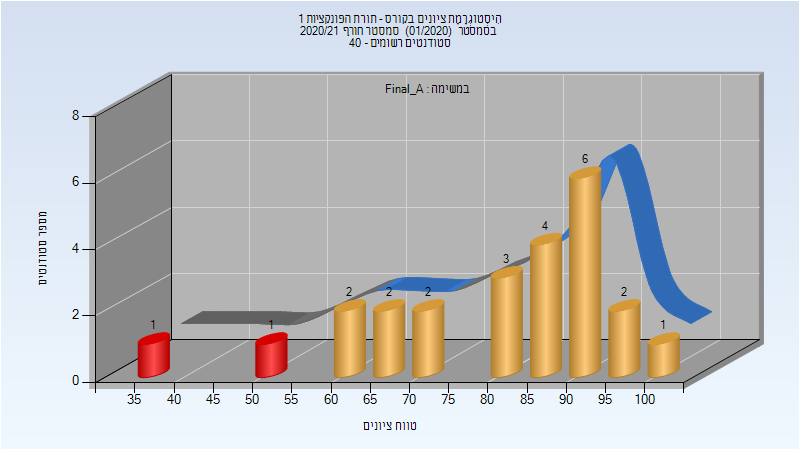 היסטוגרמת ציונים בקורס - תורת הפונקציות 1
בסמסטר (01/2020) סמסטר חורף 2020/21
סטודנטים רשומים - 40
במשימה : Final_A
מספר סטודנטים
8
6
4
2
0
1
1
2
2
2
3
4
6
2
1
35 40 45 50 55 60 65 70 75 80 85 90 95 100
טווח ציונים